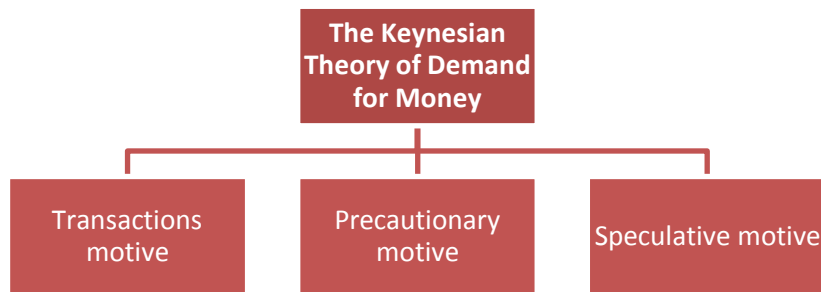 The Keynesian
Theory of Demand
for Money
Transactions
motive
Precautionary
motive
Speculative motive